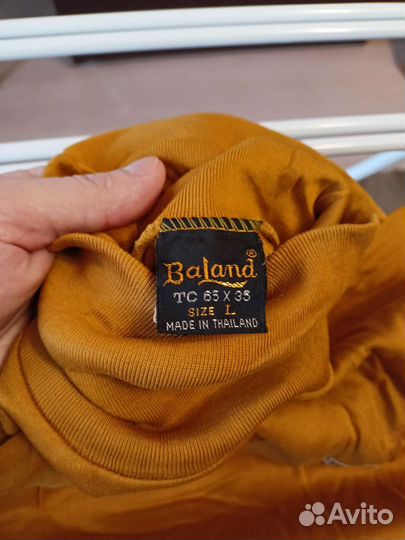 BaLand®
TC 65 X 35
SIZE L
MADE IN THAILAND
Avito